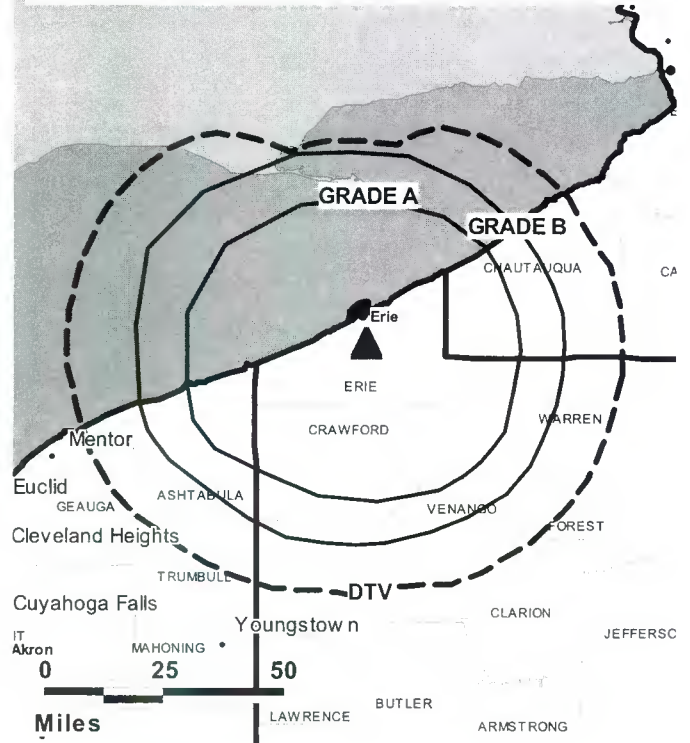 GRADE A
GRADE B
CHAUTAUQUA
CA
Erie
ERIE
CRAWFORD
WARREN
Mentor
Euclid
GEAUGA
ASHTABULA
VENANGO
FOREST
Cleveland Heights
TRUMBULL
DTV
Cuyahoga Falls
CLARION
Youngstown
JEFFERSC
IT
Akron
MAHONING
0 25 50
Miles
LAWRENCE
BUTLER
ARMSTRONG